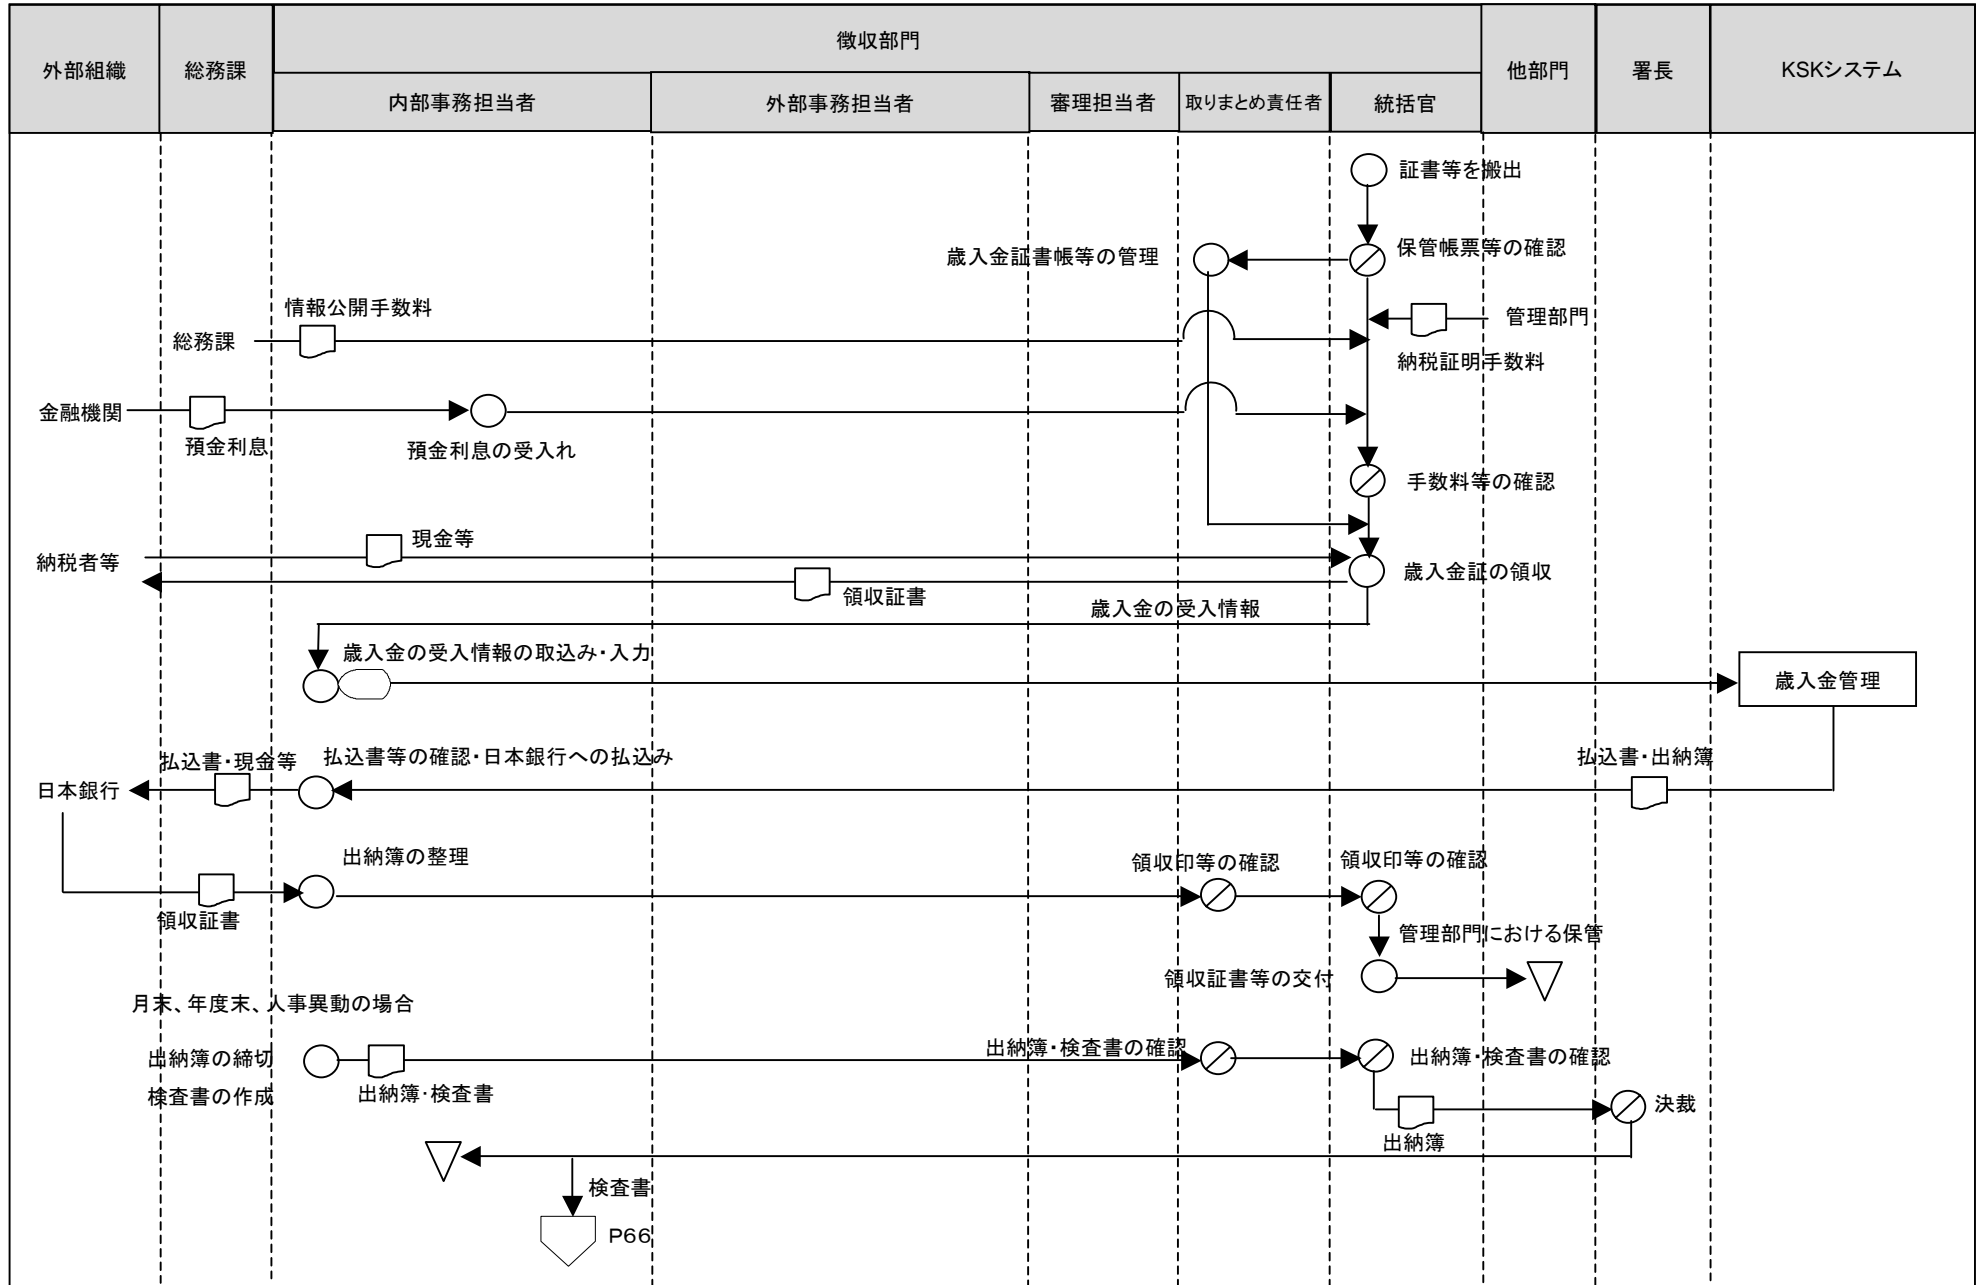 外部組織
総務課
徴収部門
他部門
署長
KSKシステム
内部事務担当者
外部事務担当者
審理担当者
取りまとめ責任者
統括官
証書等を搬出
歳入金証書帳等の管理
保管帳票等の確認
情報公開手数料
総務課
管理部門
納税証明手数料
金融機関
預金利息
預金利息の受入れ
手数料等の確認
現金等
納税者等
歳入金証の領収
領収証書
歳入金の受入情報
歳入金の受入情報の取込み・入力
歳入金管理
払込書・現金等
払込書等の確認・日本銀行への払込み
払込書・出納簿
日本銀行
出納簿の整理
領収印等の確認
領収印等の確認
領収証書
管理部門における保管
領収証書等の交付
月末、年度末、人事異動の場合
出納簿の締切
出納簿・検査書の確認
出納簿・検査書の確認
検査書の作成
出納簿・検査書
決裁
出納簿
検査書
P66